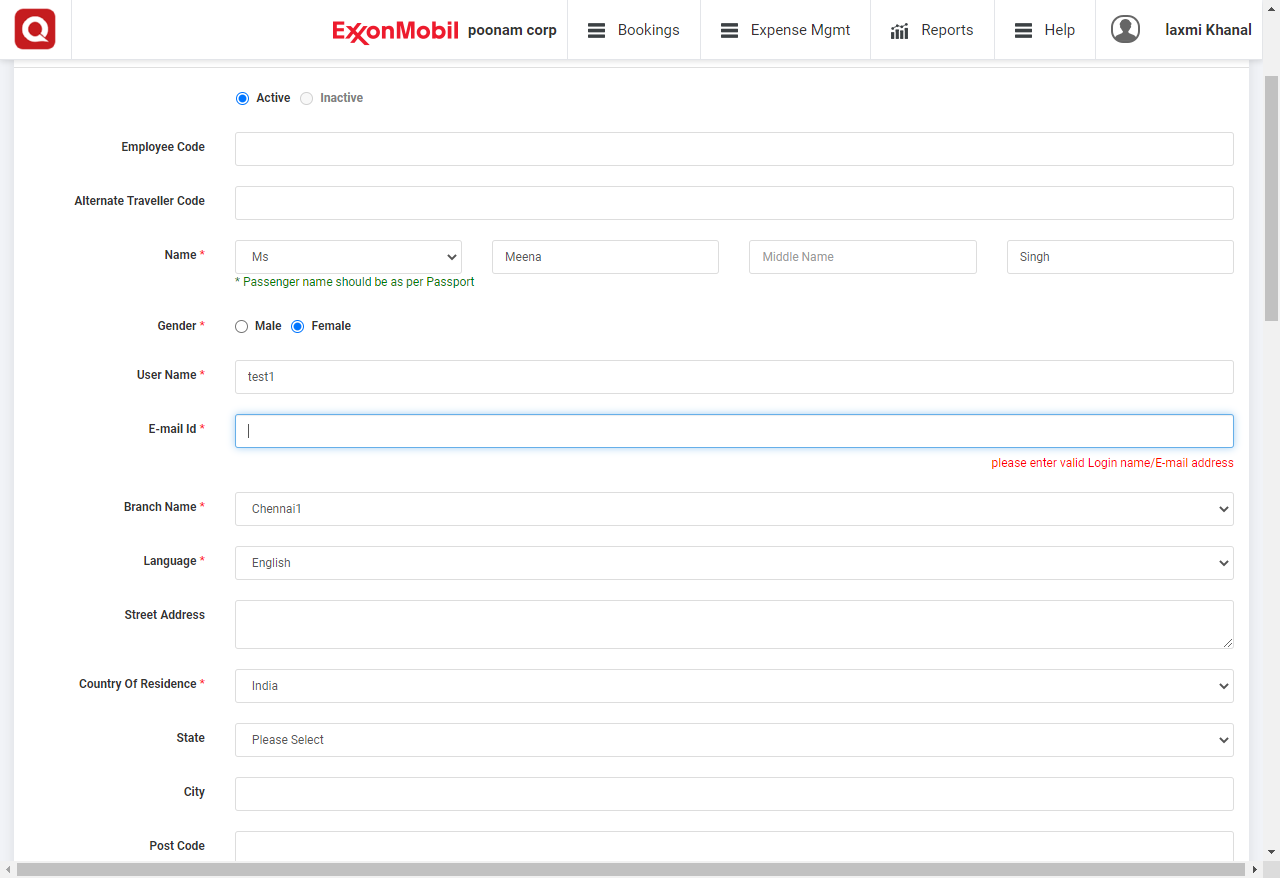 ExxonMobil poonam corp Bookings Expense Mgmt Reports Help laxmi Khanal
Active Inactive
Employee Code
Alternate Traveller Code
Name * Ms Meena Middle Name Singh
* Passenger name should be as per Passport
Gender * Male Female
User Name * test1
E-mail Id *
please enter valid Login name/E-mail address
Branch Name * Chennai1
Language * English
Street Address
Country Of Residence * India
State Please Select
City
Post Code